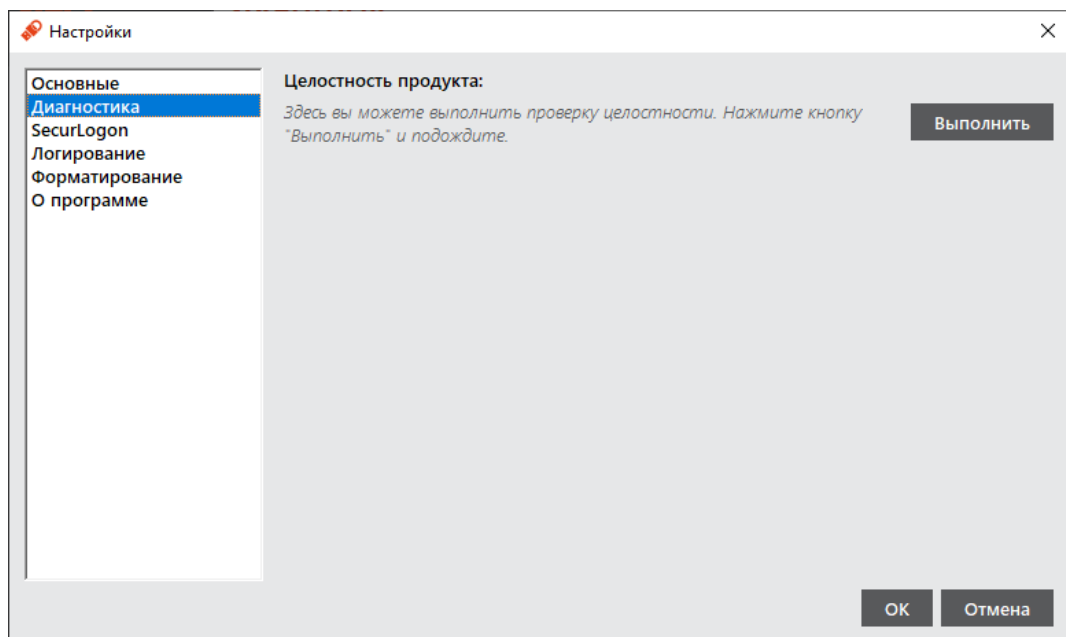 Настройки
Основные
Диагностика
SecurLogon
Логирование
Форматирование
О программе
Целостность продукта:
Здесь вы можете выполнить проверку целостности. Нажмите кнопку
"Выполнить" и подождите.
Выполнить
ОК
Отмена